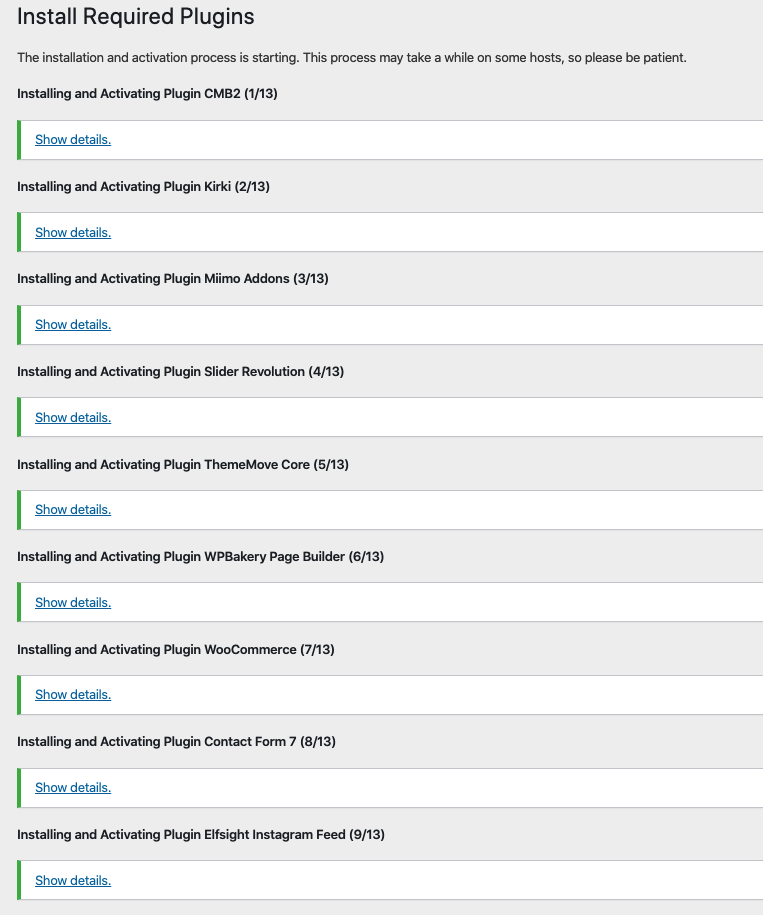 Install Required Plugins
The installation and activation process is starting. This process may take a while on some hosts, so please be patient.
Installing and Activating Plugin CMB2 (1/13)
Show details.
Installing and Activating Plugin Kirki (2/13)
Show details.
Installing and Activating Plugin Miimo Addons (3/13)
Show details.
Installing and Activating Plugin Slider Revolution (4/13)
Show details.
Installing and Activating Plugin ThemeMove Core (5/13)
Show details.
Installing and Activating Plugin WPBakery Page Builder (6/13)
Show details.
Installing and Activating Plugin WooCommerce (7/13)
Show details.
Installing and Activating Plugin Contact Form 7 (8/13)
Show details.
Installing and Activating Plugin Elfsight Instagram Feed (9/13)
Show details.